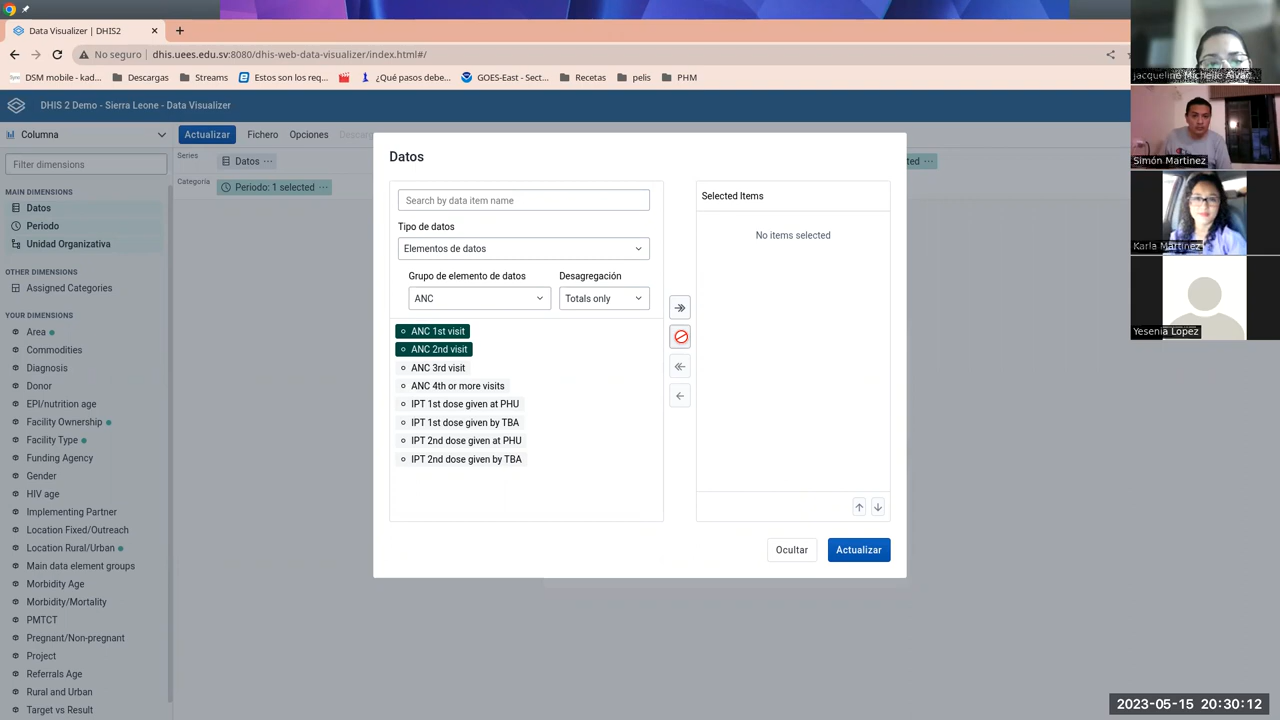 Data Visualizer | DHIS2
No seguro
dhis.uees.edu.sv:8080/dhis-web-data-visualizer/index.html#/
DSM mobile - kad...
Descargas
Streams
Estos son los req...
¿Qué pasos debe...
GOES-East - Sect...
Recetas
pelis
PHM
DHIS 2 Demo - Sierra Leone - Data Visualizer
Columna
Actualizar
Fichero
Opciones
Filter dimensions
Series
Datos
Categoría
Periodo: 1 selected
MAIN DIMENSIONS
Datos
Periodo
Unidad Organizativa
OTHER DIMENSIONS
Assigned Categories
YOUR DIMENSIONS
Area
Commodities
Diagnosis
Donor
EPI/nutrition age
Facility Ownership
Facility Type
Funding Agency
Gender
HIV age
Implementing Partner
Location Fixed/Outreach
Location Rural/Urban
Main data element groups
Morbidity Age
Morbidity/Mortality
PMTCT
Pregnant/Non-pregnant
Project
Referrals Age
Rural and Urban
Target vs Result
Datos
Search by data item name
Tipo de datos
Elementos de datos
Grupo de elemento de datos
Desagregación
ANC
Totals only
ANC 1st visit
ANC 2nd visit
ANC 3rd visit
ANC 4th or more visits
IPT 1st dose given at PHU
IPT 1st dose given by TBA
IPT 2nd dose given at PHU
IPT 2nd dose given by TBA
Selected Items
No items selected
Ocultar
Actualizar
Jacqueline Michelle Alvar...
Simón Martinez
Karla Martinez
Yesenia Lopez
2023-05-15 20:30:12